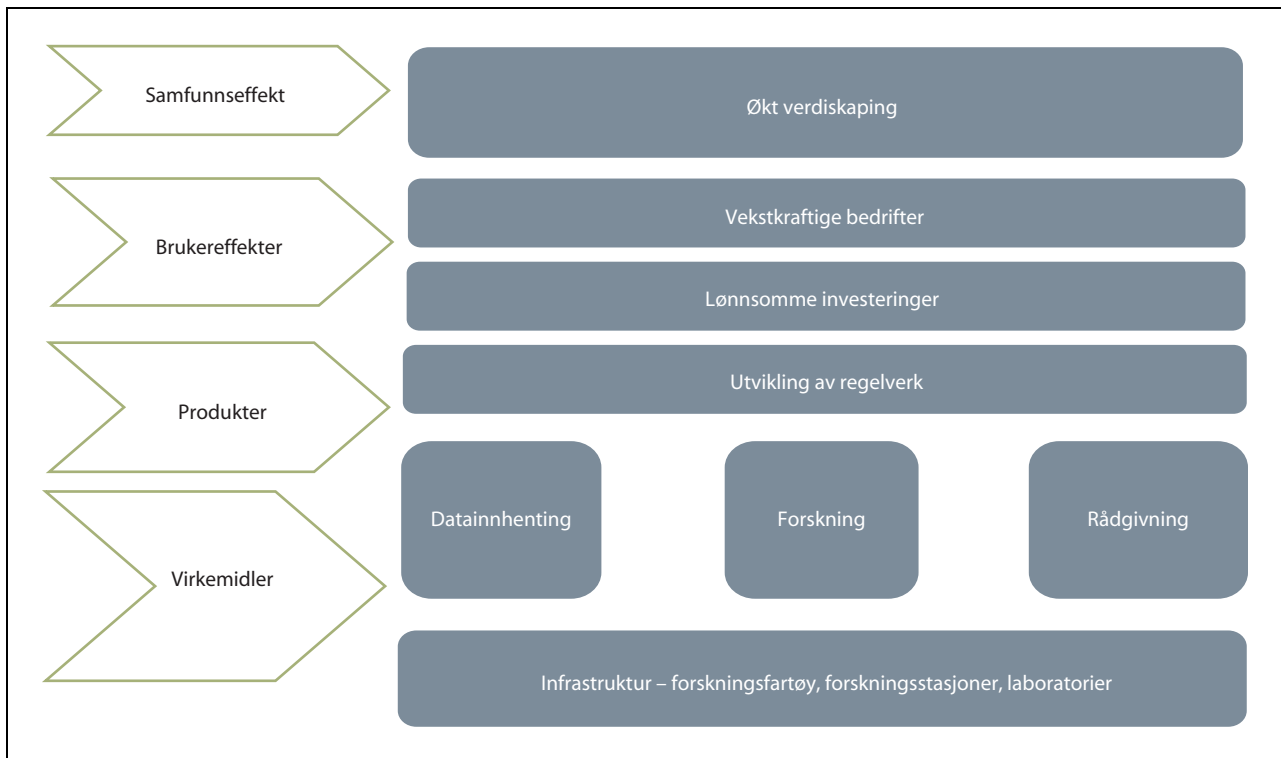 Samfunnseffekt
Økt verdiskaping
Brukereffekter
Vekstkraftige bedrifter
Lønnsomme investeringer
Produkter
Utvikling av regelverk
Datainnhenting
Forskning
Rådgivning
Virkemidler
Infrastruktur – forskningsfartøy, forskningsstasjoner, laboratorier